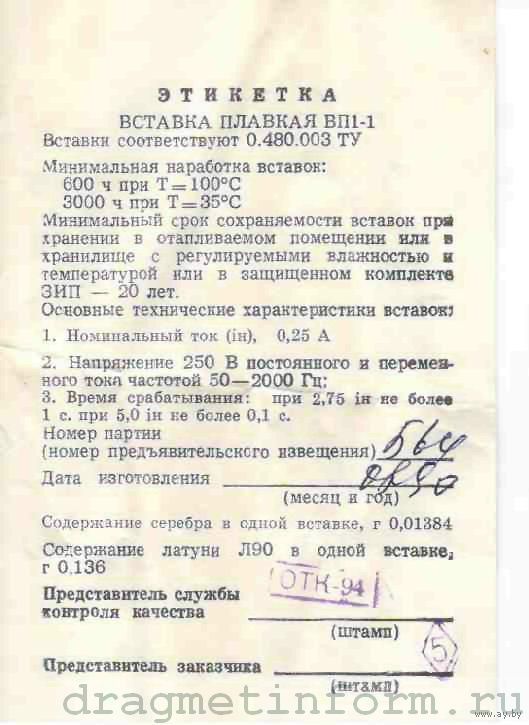 ЭТИКЕТКА
ВСТАВКА ПЛАВКАЯ ВП1-1
Вставки соответствуют 0.480.003 ТУ
Минимальная наработка вставок:
600 ч при Т=100°С
3000 ч при Т=35°С
Минимальный срок сохраняемости вставок при
хранении в отапливаемом помещении или в
хранилище с регулируемыми влажностью и
температурой или в защищенном комплекте
ЗИП — 20 лет.
Основные технические характеристики вставок:
1. Номинальный ток (iн), 0,25 А
2. Напряжение 250 В постоянного и перемен-
ного тока частотой 50—2000 Гц;
3. Время срабатывания: при 2,75 iн не более
1 с. при 5,0 iн не более 0,1 с.
Номер партии
(номер предъявительского извещения) 564
Дата изготовления
(месяц и год)
Содержание серебра в одной вставке, г 0,01384
Содержание латуни Л90 в одной вставке,
г 0.136
ОТК-94
Представитель службы
контроля качества
(штамп)
5
Представитель заказчика
(штамп)
dragmetinform.ru
www.ay.by